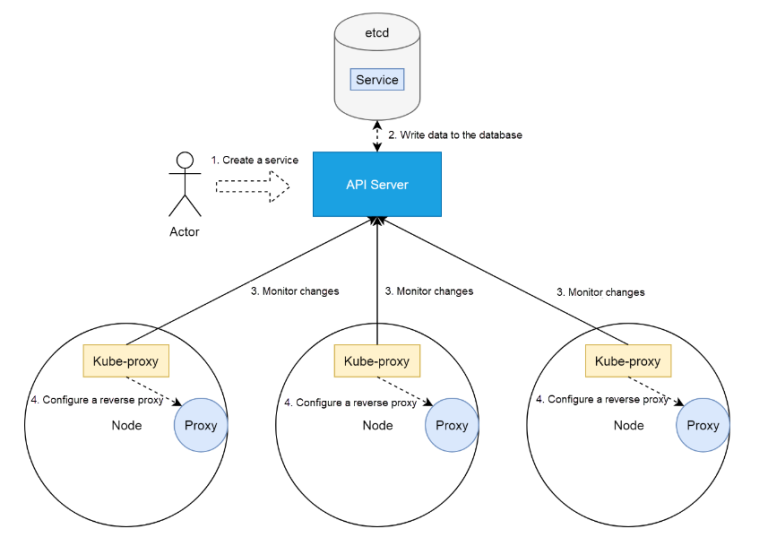 etcd
Service
2. Write data to the database
1. Create a service
API Server
Actor
3. Monitor changes
3. Monitor changes
3. Monitor changes
Kube-proxy
Kube-proxy
Kube-proxy
4. Configure a reverse proxy
4. Configure a reverse proxy
4. Configure a reverse proxy
Node
Proxy
Node
Proxy
Node
Proxy